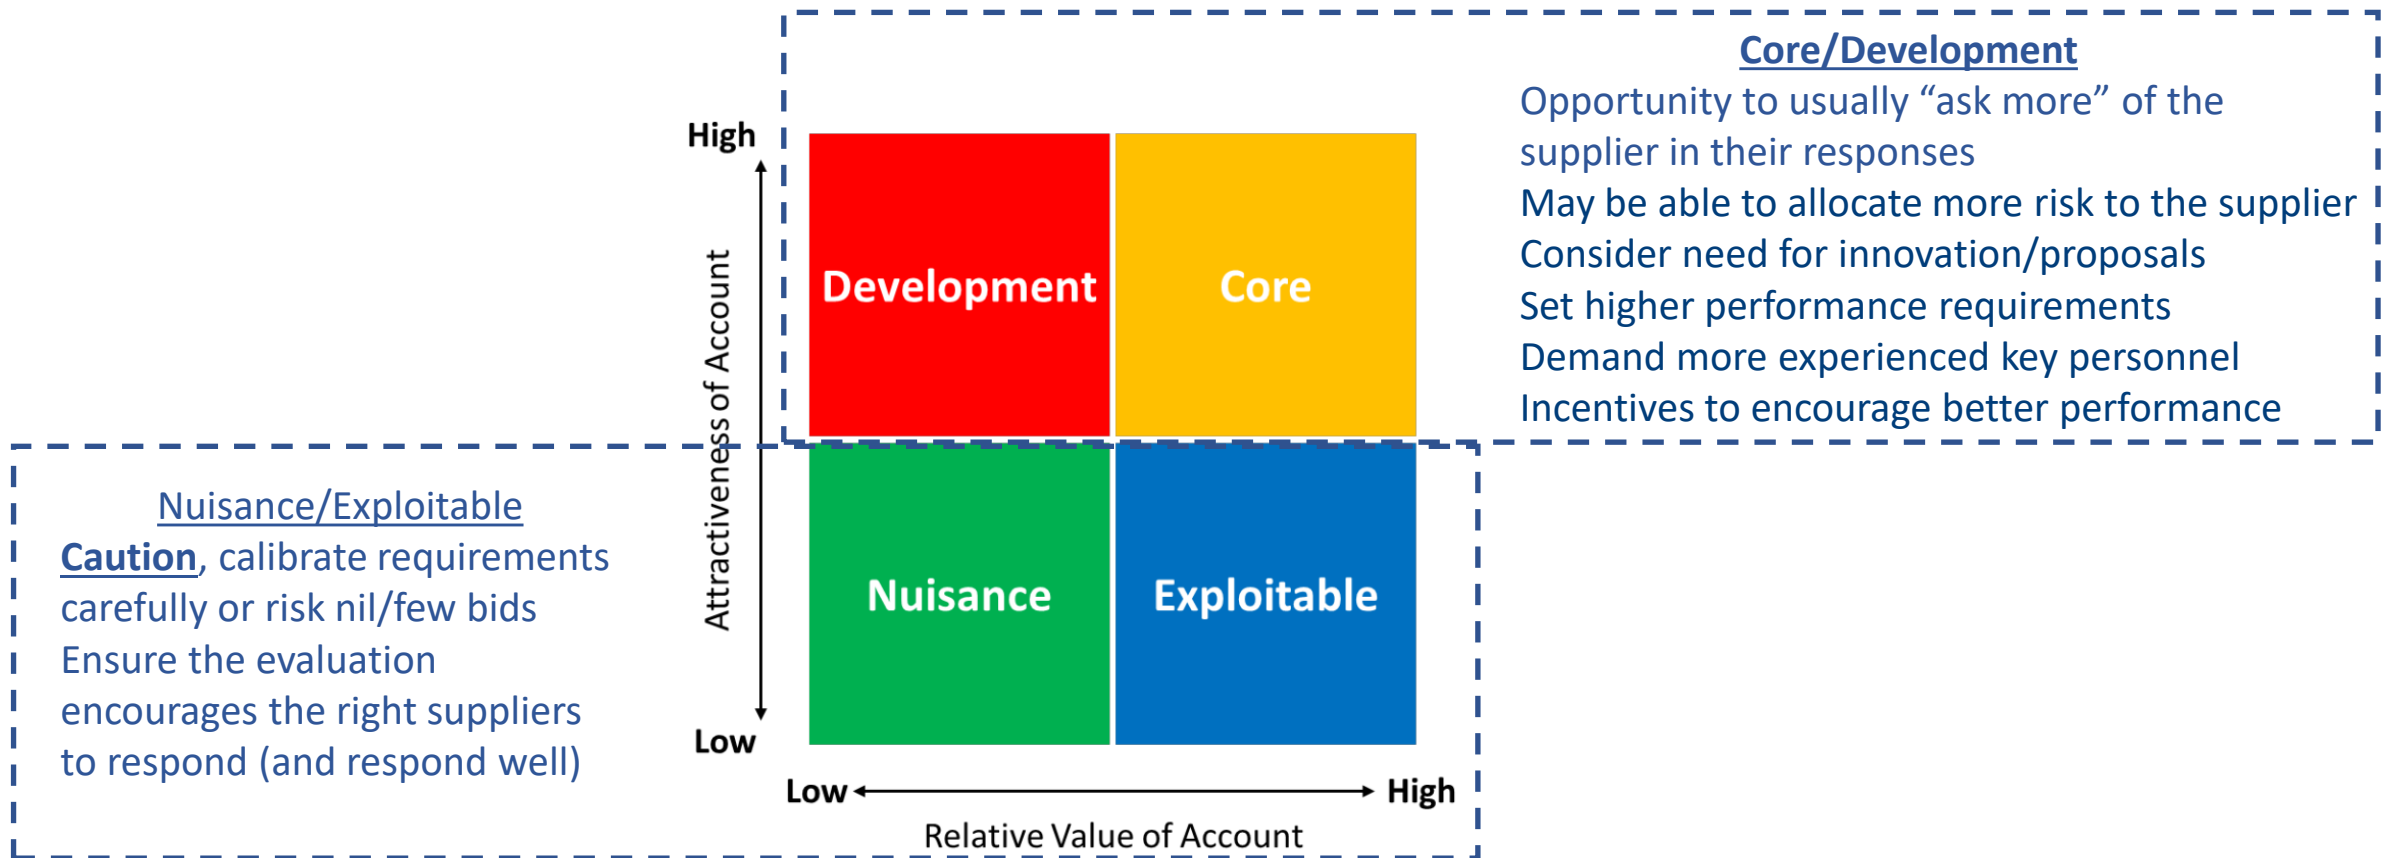 Core/Development
Opportunity to usually “ask more” of the
supplier in their responses
May be able to allocate more risk to the supplier
Consider need for innovation/proposals
Set higher performance requirements
Demand more experienced key personnel
Incentives to encourage better performance
High
Attractiveness of Account
Low
Development
Core
Nuisance
Exploitable
Low
High
Relative Value of Account
Nuisance/Exploitable
Caution, calibrate requirements
carefully or risk nil/few bids
Ensure the evaluation
encourages the right suppliers
to respond (and respond well)